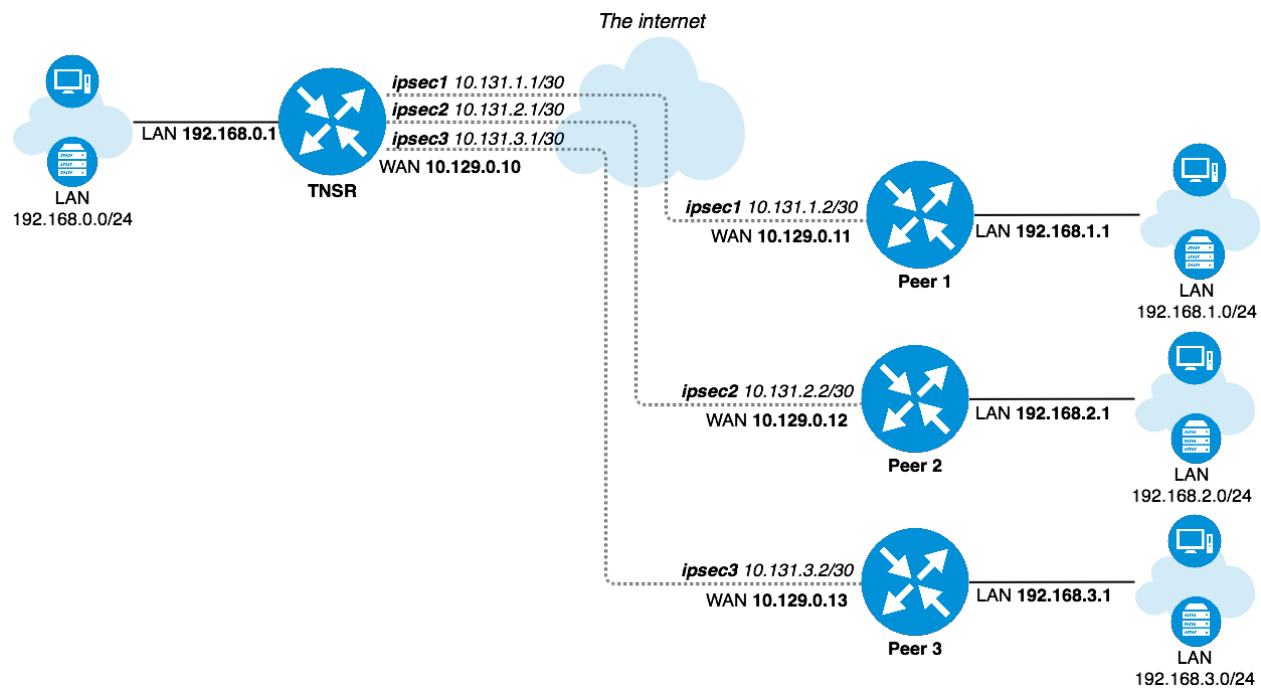 The internet
ipsec1 10.131.1.1/30
ipsec2 10.131.2.1/30
ipsec3 10.131.3.1/30
LAN 192.168.0.1
WAN 10.129.0.10
TNSR
LAN
192.168.0.0/24
ipsec1 10.131.1.2/30
WAN 10.129.0.11
LAN 192.168.1.1
Peer 1
LAN
192.168.1.0/24
ipsec2 10.131.2.2/30
WAN 10.129.0.12
LAN 192.168.2.1
Peer 2
LAN
192.168.2.0/24
ipsec3 10.131.3.2/30
WAN 10.129.0.13
LAN 192.168.3.1
Peer 3
LAN
192.168.3.0/24